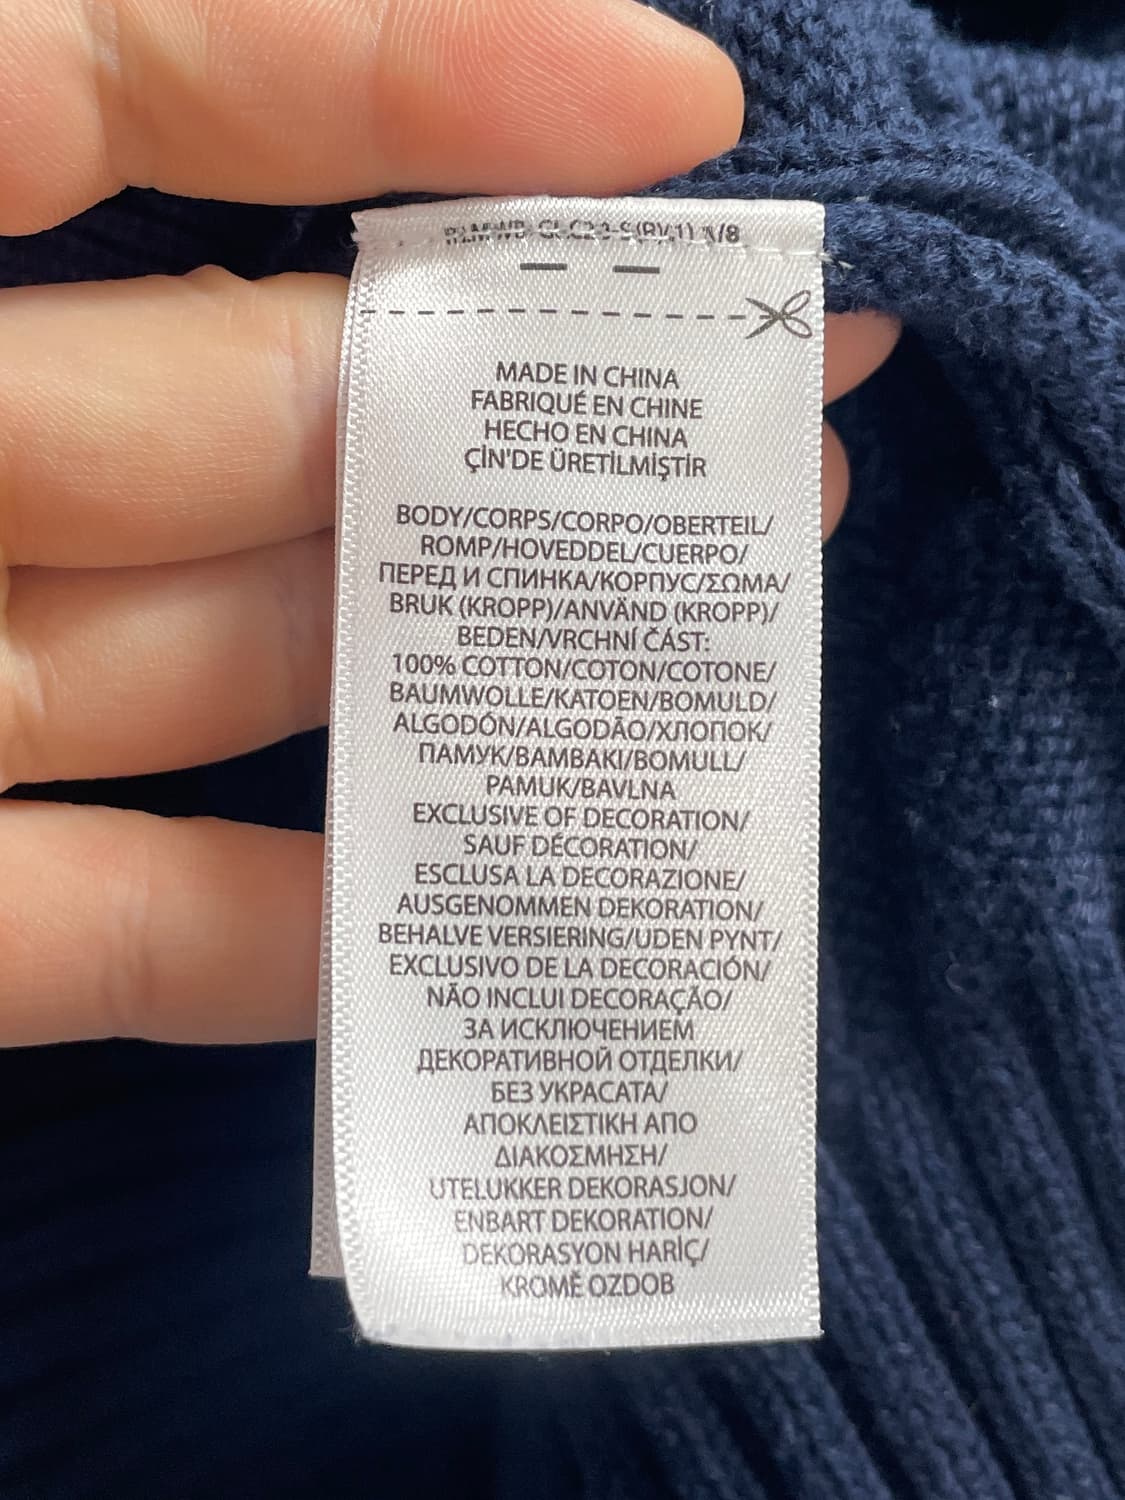 MADE IN CHINA
FABRIQUÉ EN CHINE
HECHO EN CHINA
ÇİN'DE ÜRETİLMİŞTİR
BODY/CORPS/CORPO/OBERTEIL/
ROMP/HOVEDDEL/CUERPO/
ПЕРЕД И СПИНКА/КОРПУС/ΣΩΜΑ/
BRUK (KROPP)/ANVÄND (KROPP)/
BEDEN/VRCHNÍ ČÁST:
100% COTTON/COTON/COTONE/
BAUMWOLLE/KATOEN/BOMULD/
ALGODÓN/ALGODÃO/ХЛОПОК/
ПАМУК/ΒΑΜΒΑΚΙ/BOMULL/
PAMUK/BAVLNA
EXCLUSIVE OF DECORATION/
SAUF DÉCORATION/
ESCLUSA LA DECORAZIONE/
AUSGENOMMEN DEKORATION/
BEHALVE VERSIERING/UDEN PYNT/
EXCLUSIVO DE LA DECORACIÓN/
NÃO INCLUI DECORAÇÃO/
ЗА ИСКЛЮЧЕНИЕМ
ДЕКОРАТИВНОЙ ОТДЕЛКИ/
БЕЗ УКРАСАТА/
ΑΠΟΚΛΕΙΣΤΙΚΗ ΑΠΟ
ΔΙΑΚΟΣΜΗΣΗ/
UTELUKKER DEKORASJON/
ENBART DEKORATION/
DEKORASYON HARİÇ/
KROMĚ OZDOB